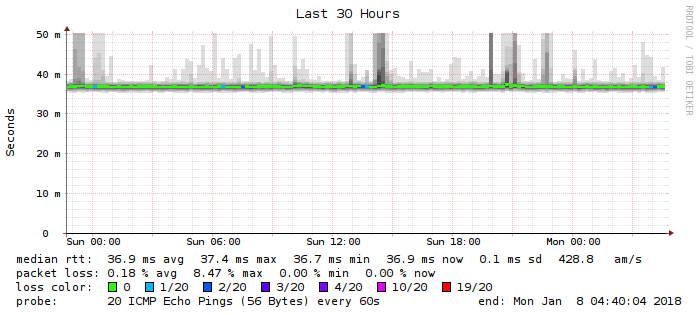 Last 30 Hours
RRDTOOL / TOBI OETIKER
Seconds
50 m
40 m
30 m
20 m
10 m
0
Sun 00:00 Sun 06:00 Sun 12:00 Sun 18:00 Mon 00:00
median rtt: 36.9 ms avg 37.4 ms max 36.7 ms min 36.9 ms now 0.1 ms sd 428.8 am/s
packet loss: 0.18 % avg 8.47 % max 0.00 % min 0.00 % now
loss color: 0 1/20 2/20 3/20 4/20 10/20 19/20
probe: 20 ICMP Echo Pings (56 Bytes) every 60s end: Mon Jan 8 04:40:04 2018